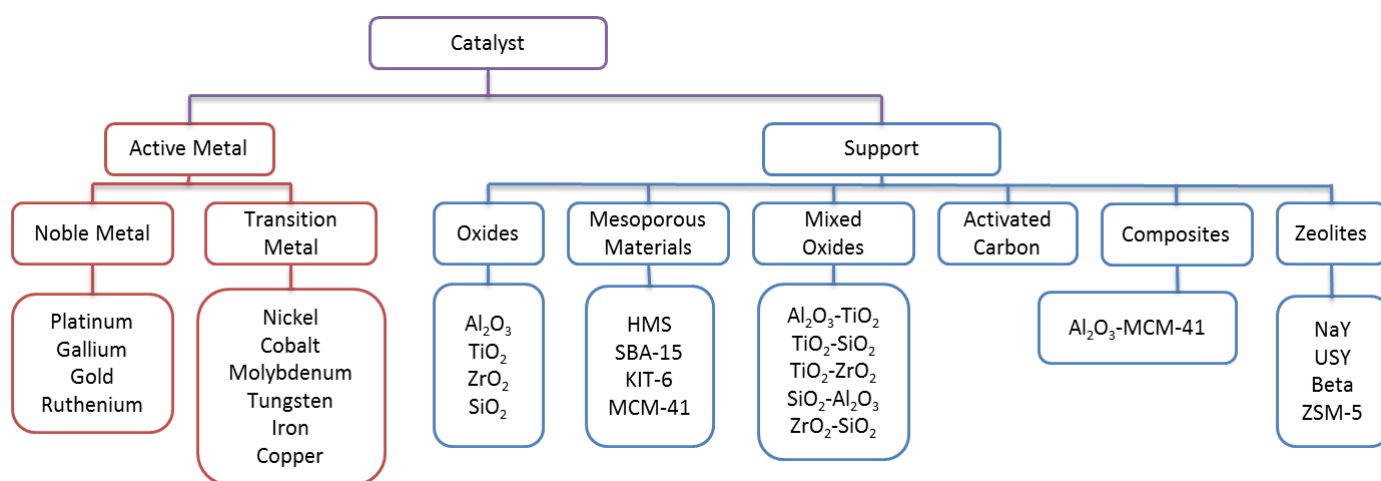 Catalyst
Active Metal
Support
Noble Metal
Transition
Metal
Oxides
Mesoporous
Materials
Mixed
Oxides
Activated
Carbon
Composites
Zeolites
Platinum
Gallium
Gold
Ruthenium
Nickel
Cobalt
Molybdenum
Tungsten
Iron
Copper
Al₂O₃
TiO₂
ZrO₂
SiO₂
HMS
SBA-15
KIT-6
MCM-41
Al₂O₃-TiO₂
TiO₂-SiO₂
TiO₂-ZrO₂
SiO₂-Al₂O₃
ZrO₂-SiO₂
Al₂O₃-MCM-41
NaY
USY
Beta
ZSM-5